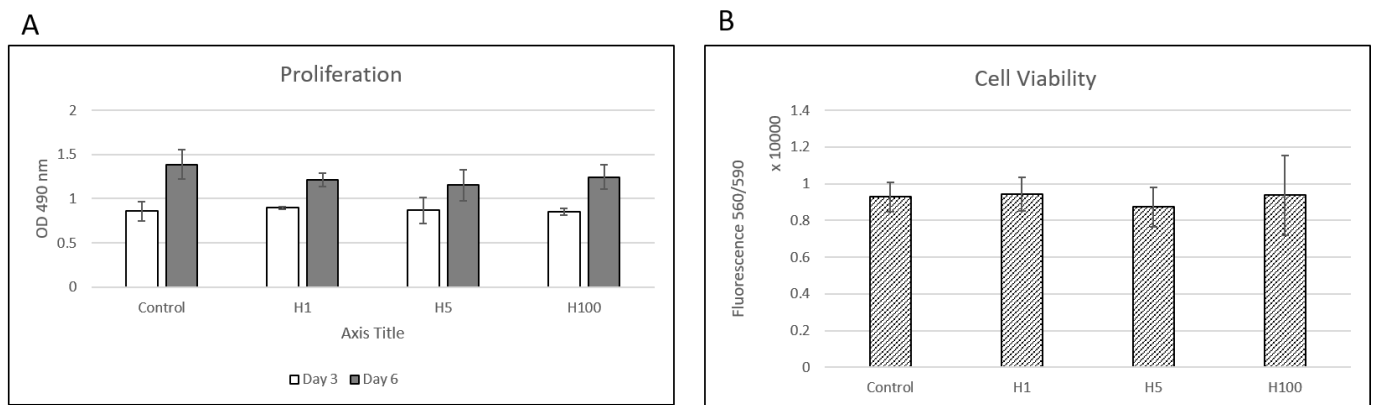 A
Proliferation
OD 490 nm
2
1.5
1
0.5
0
Control H1 H5 H100
Axis Title
Day 3 Day 6
B
Cell Viability
Fluorescence 560/590
x 10000
1.4
1.2
1
0.8
0.6
0.4
0.2
0
Control H1 H5 H100